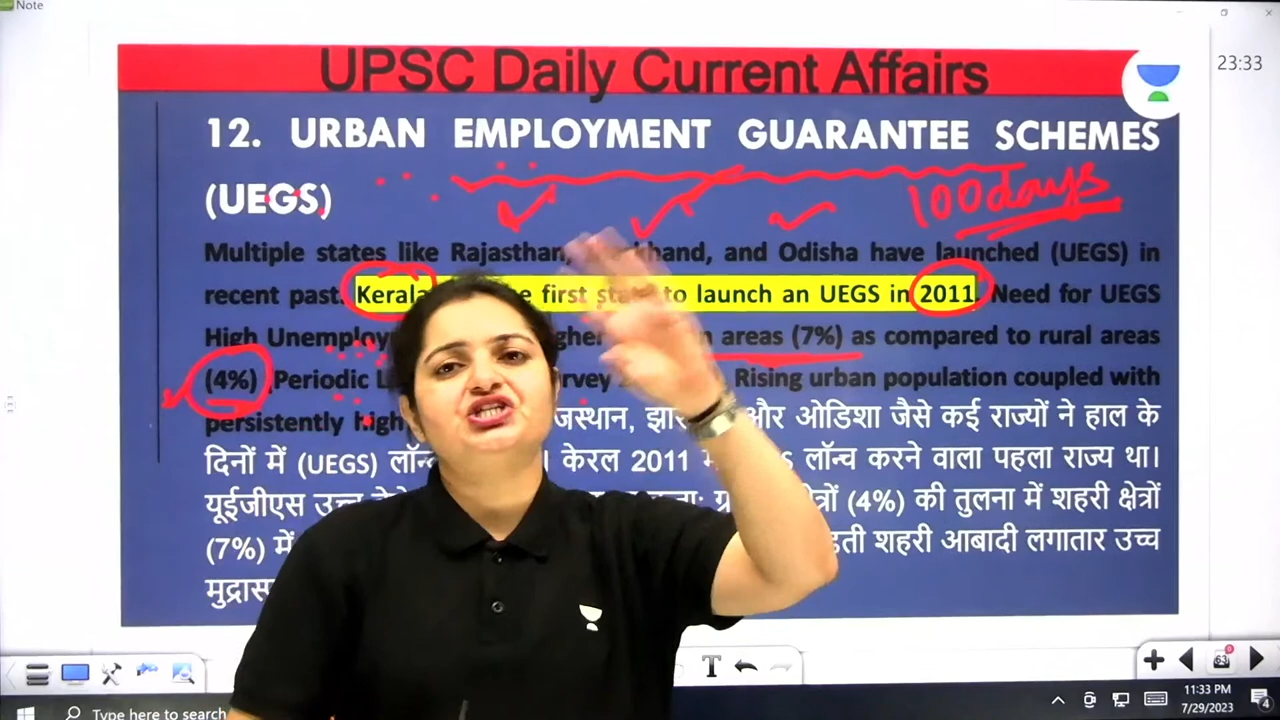 Note
UPSC Daily Current Affairs
23:33
12. URBAN EMPLOYMENT GUARANTEE SCHEMES
(UEGS)
100days
Multiple states like Rajasthan, and Odisha have launched (UEGS) in
recent past. Kerala first to launch an UEGS in 2011. Need for UEGS
High areas (7%) as compared to rural areas
(4%) (Periodic Rising urban population coupled with
persistently
और ओडिशा जैसे कई राज्यों ने हाल के
दिनों में (UEGS) केरल 2011 लॉन्च करने वाला पहला राज्य था।
यूईजीएस उच्च (4%) की तुलना में शहरी क्षेत्रों
(7%) में शहरी आबादी लगातार उच्च
T
63
11:33 PM
Type here to search
7/29/2023
4